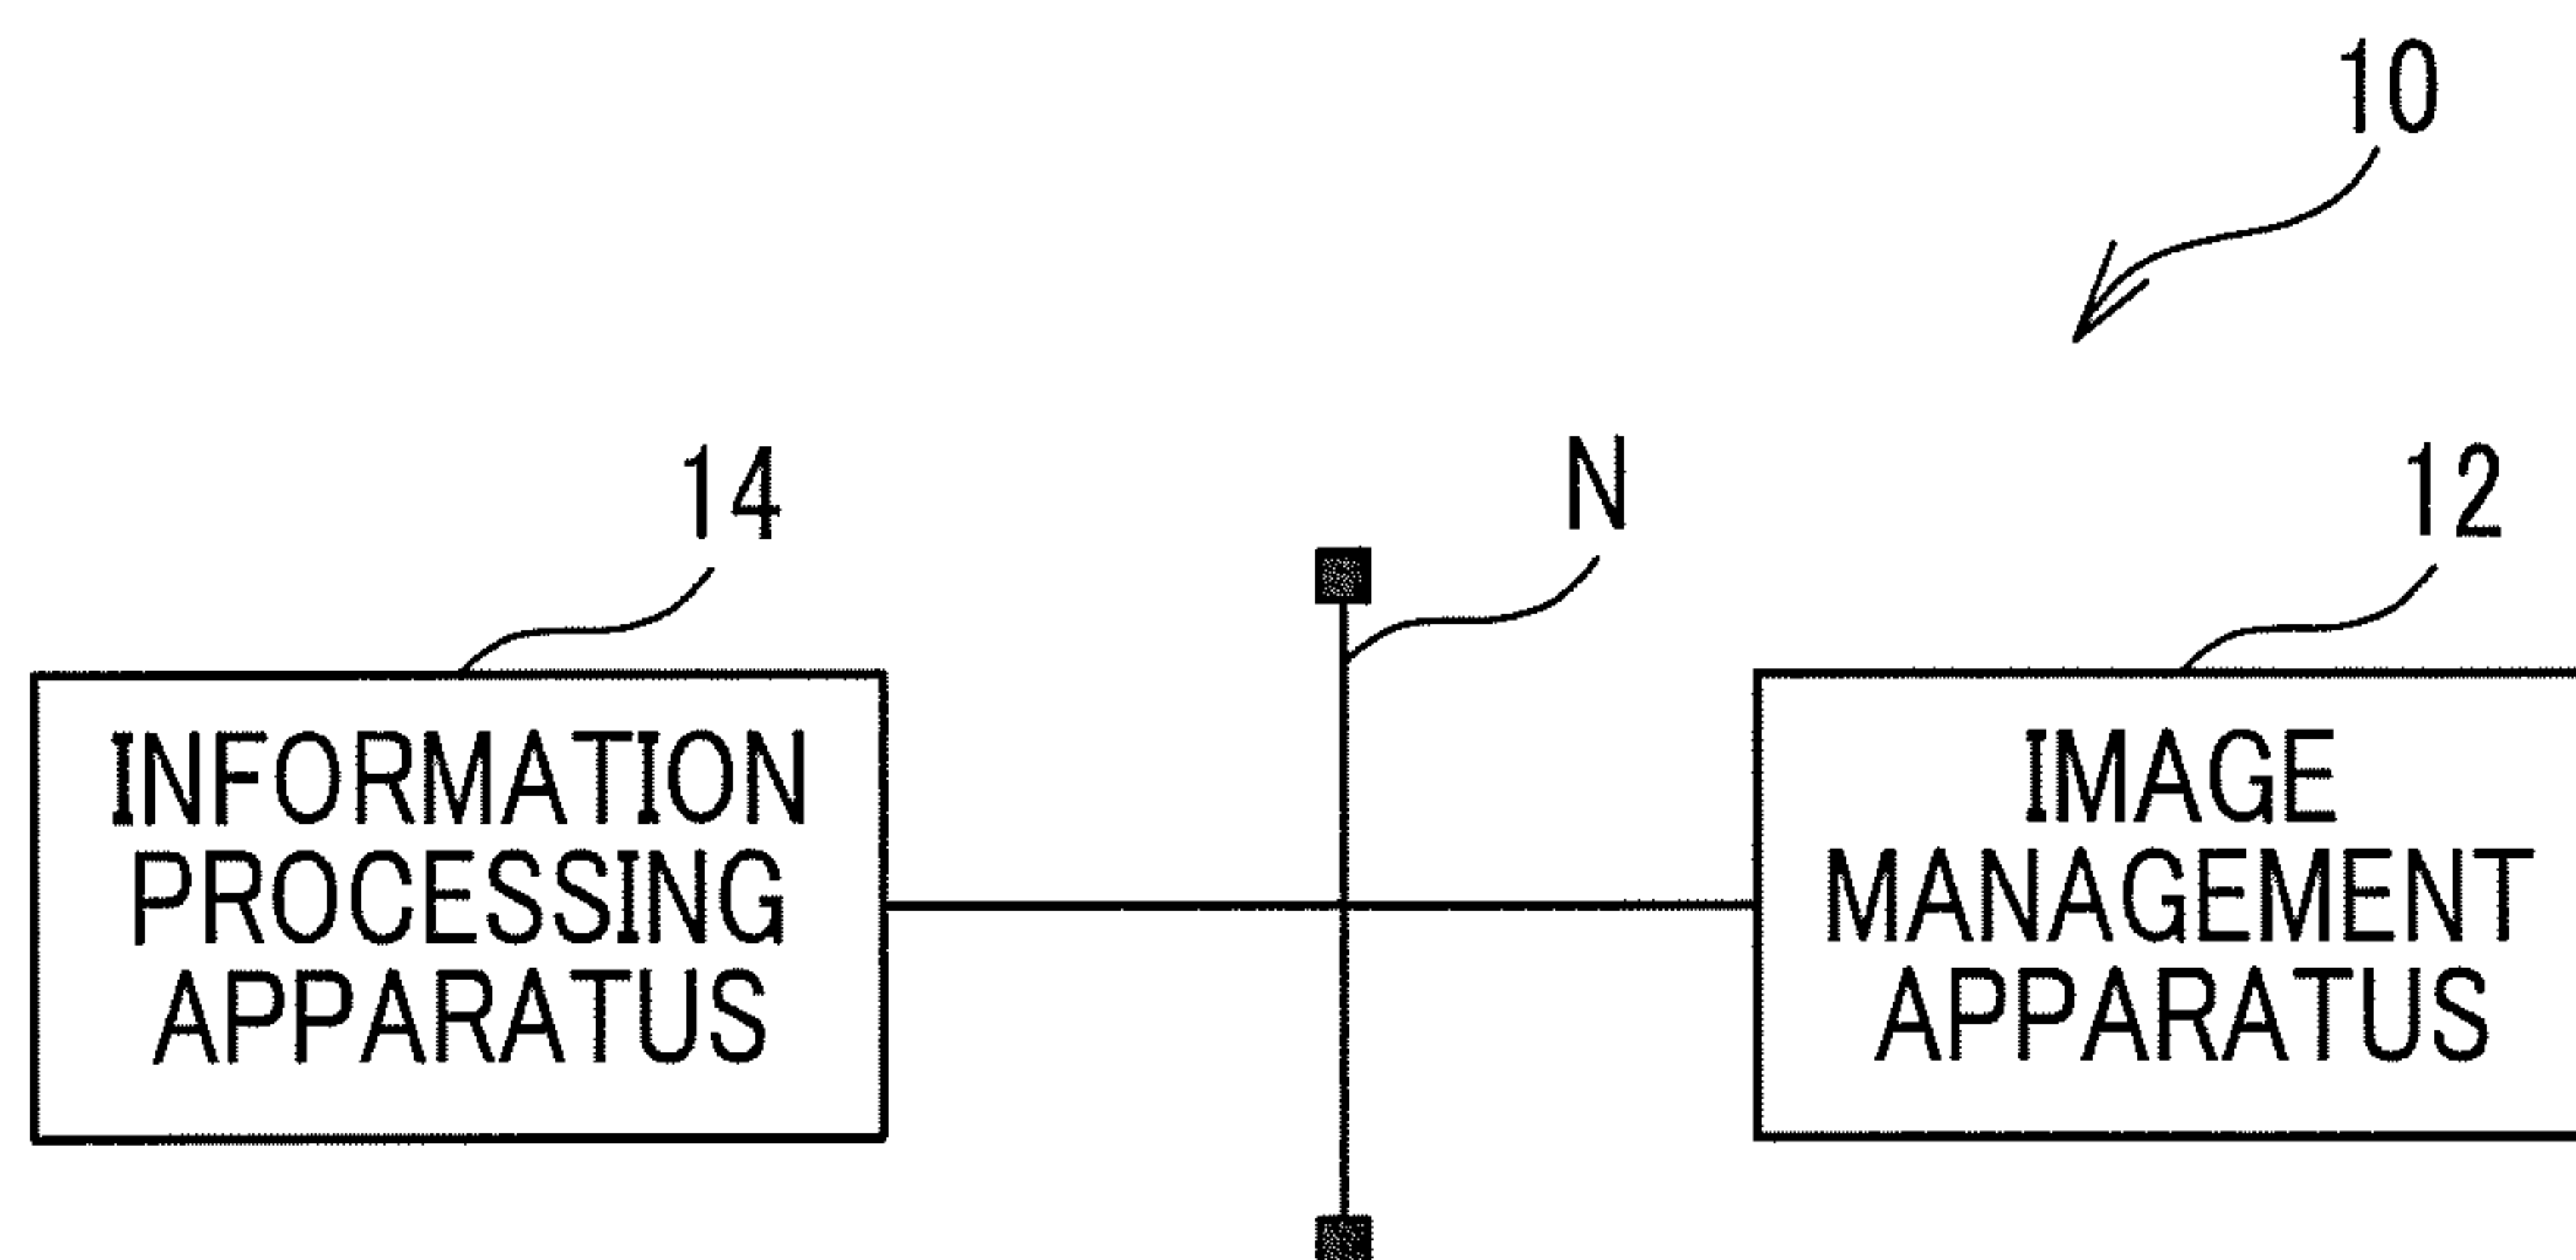 10
14
N
12
INFORMATION
PROCESSING
APPARATUS
IMAGE
MANAGEMENT
APPARATUS